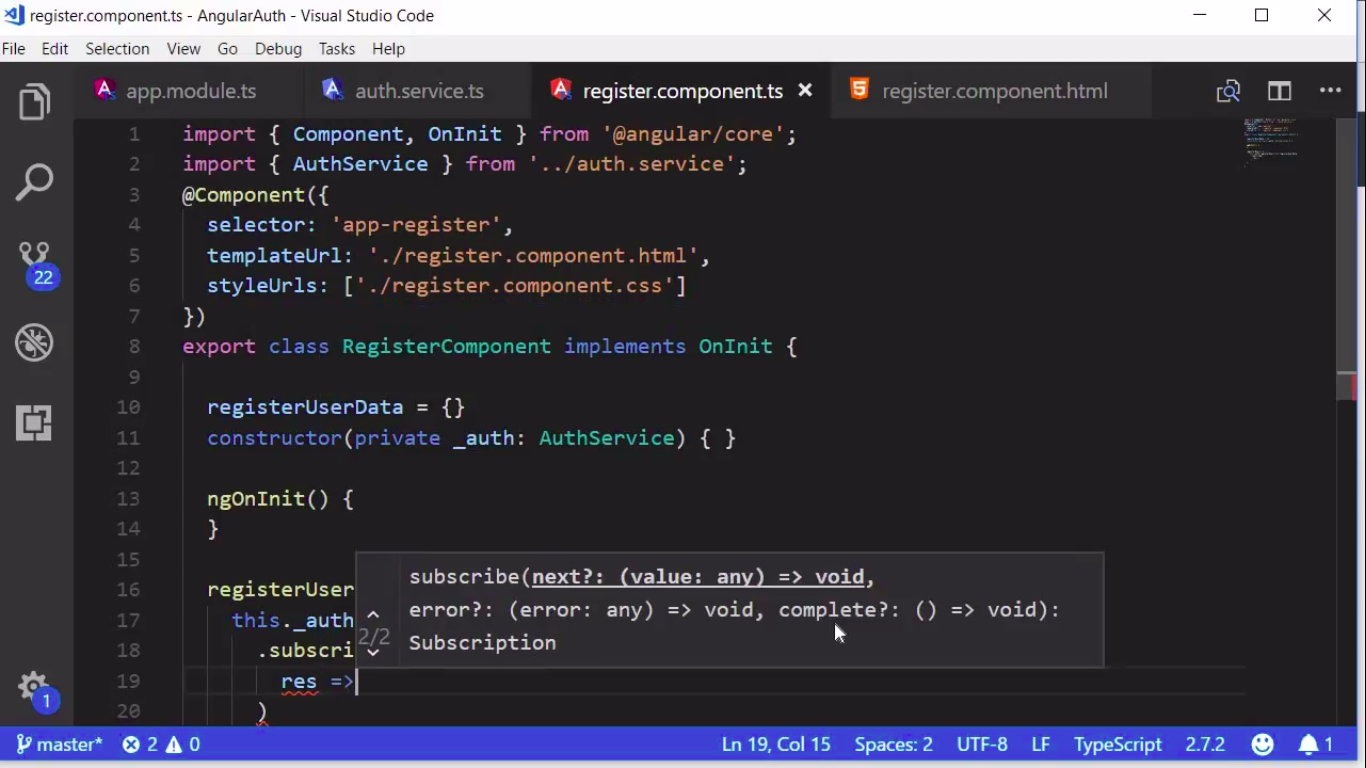 register.component.ts - AngularAuth - Visual Studio Code
File Edit Selection View Go Debug Tasks Help
app.module.ts auth.service.ts register.component.ts register.component.html
1 import { Component, OnInit } from '@angular/core';
2 import { AuthService } from '../auth.service';
3 @Component({
4 selector: 'app-register',
5 templateUrl: './register.component.html',
6 styleUrls: ['./register.component.css']
7 })
8 export class RegisterComponent implements OnInit {
9
10 registerUserData = {}
11 constructor(private _auth: AuthService) { }
12
13 ngOnInit() {
14 }
15
16 registerUser
17 this._auth
18 .subscri
19 res =>
20 )
subscribe(next?: (value: any) => void,
error?: (error: any) => void, complete?: () => void):
Subscription
2/2
22
1
master* 2 0 Ln 19, Col 15 Spaces: 2 UTF-8 LF TypeScript 2.7.2 1